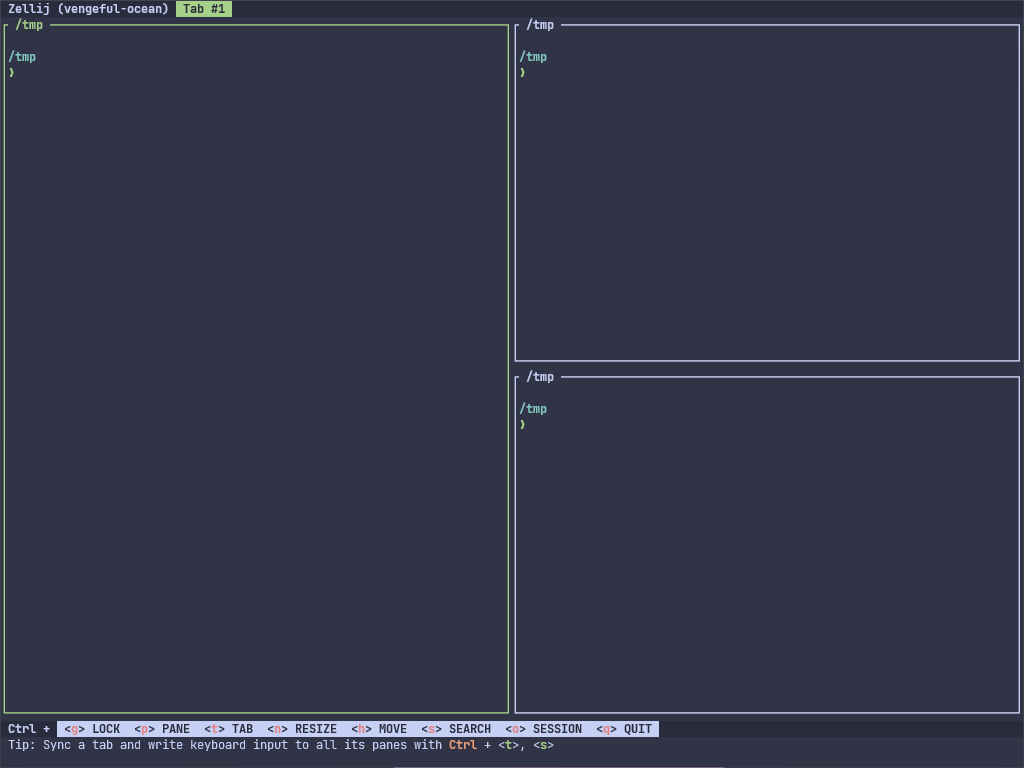 Zellij (vengeful-ocean) Tab #1
/tmp
/tmp
❯
/tmp
/tmp
❯
/tmp
/tmp
❯
Ctrl + <g> LOCK <p> PANE <t> TAB <n> RESIZE <h> MOVE <s> SEARCH <o> SESSION <q> QUIT
Tip: Sync a tab and write keyboard input to all its panes with Ctrl + <t>, <s>